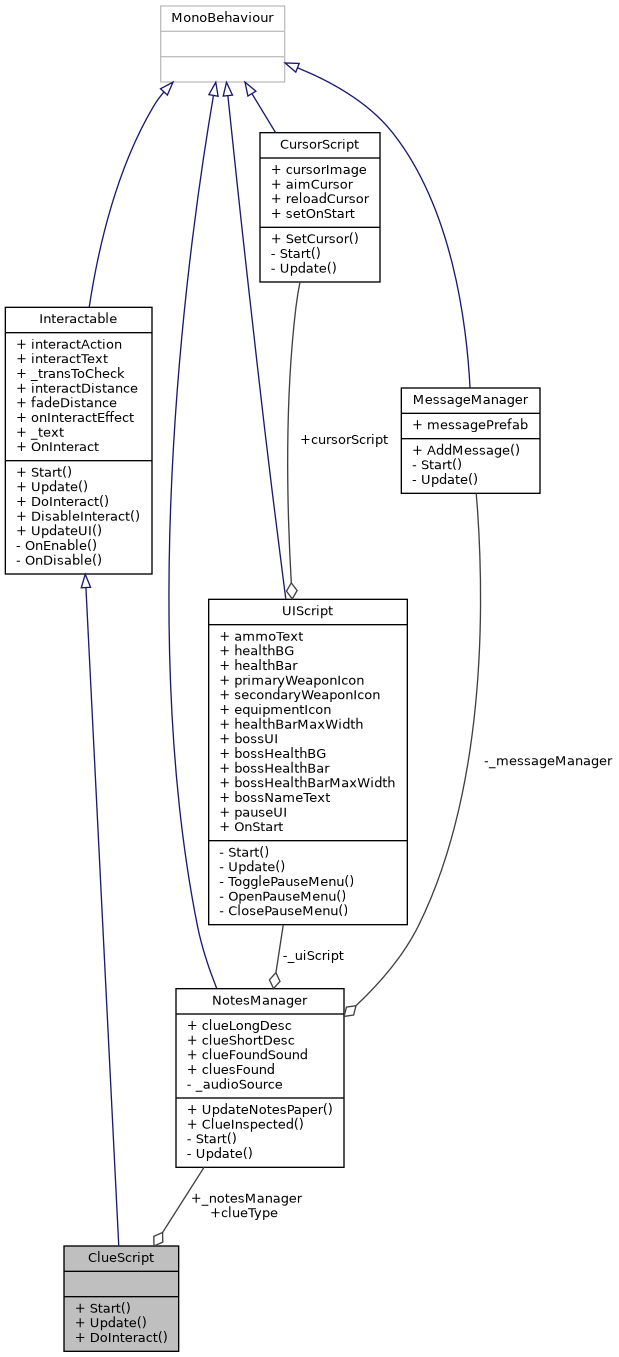 MonoBehaviour
CursorScript
+ cursorImage
+ aimCursor
+ reloadCursor
+ setOnStart
+ SetCursor()
- Start()
- Update()
Interactable
+ interactAction
+ interactText
+ _transToCheck
+ interactDistance
+ fadeDistance
+ onInteractEffect
+ _text
+ OnInteract
+ Start()
+ Update()
+ DoInteract()
+ DisableInteract()
+ UpdateUI()
- OnEnable()
- OnDisable()
MessageManager
+ messagePrefab
+ AddMessage()
- Start()
- Update()
+cursorScript
UIScript
+ ammoText
+ healthBG
+ healthBar
+ primaryWeaponIcon
+ secondaryWeaponIcon
+ equipmentIcon
+ healthBarMaxWidth
+ bossUI
+ bossHealthBG
+ bossHealthBar
+ bossHealthBarMaxWidth
+ bossNameText
+ pauseUI
+ OnStart
- Start()
- Update()
- TogglePauseMenu()
- OpenPauseMenu()
- ClosePauseMenu()
-_messageManager
-_uiScript
NotesManager
+ clueLongDesc
+ clueShortDesc
+ clueFoundSound
+ cluesFound
- _audioSource
+ UpdateNotesPaper()
+ ClueInspected()
- Start()
- Update()
+_notesManager
+clueType
ClueScript
+ Start()
+ Update()
+ DoInteract()